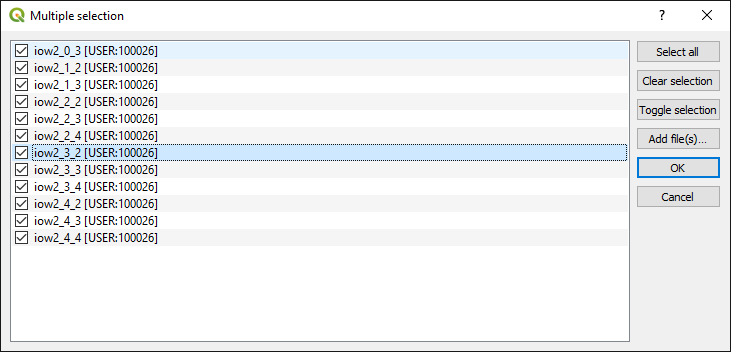 Multiple selection
iow2_0_3 [USER:100026]
iow2_1_2 [USER:100026]
iow2_1_3 [USER:100026]
iow2_2_2 [USER:100026]
iow2_2_3 [USER:100026]
iow2_2_4 [USER:100026]
iow2_3_2 [USER:100026]
iow2_3_3 [USER:100026]
iow2_3_4 [USER:100026]
iow2_4_2 [USER:100026]
iow2_4_3 [USER:100026]
iow2_4_4 [USER:100026]
Select all
Clear selection
Toggle selection
Add file(s)...
OK
Cancel